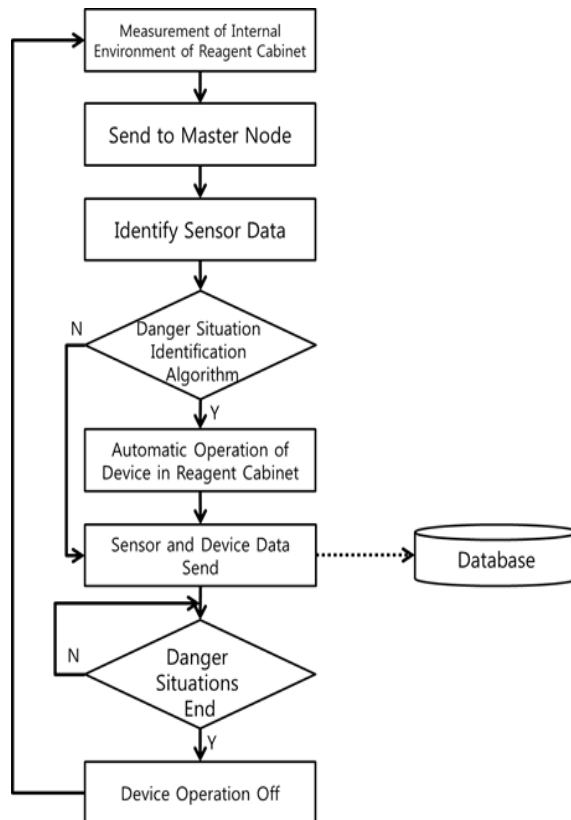 Measurement of Internal
Environment of Reagent Cabinet
Send to Master Node
Identify Sensor Data
N
Danger Situation
Identification
Algorithm
Y
Automatic Operation of
Device in Reagent Cabinet
Sensor and Device Data
Send
Database
N
Danger
Situations
End
Y
Device Operation Off